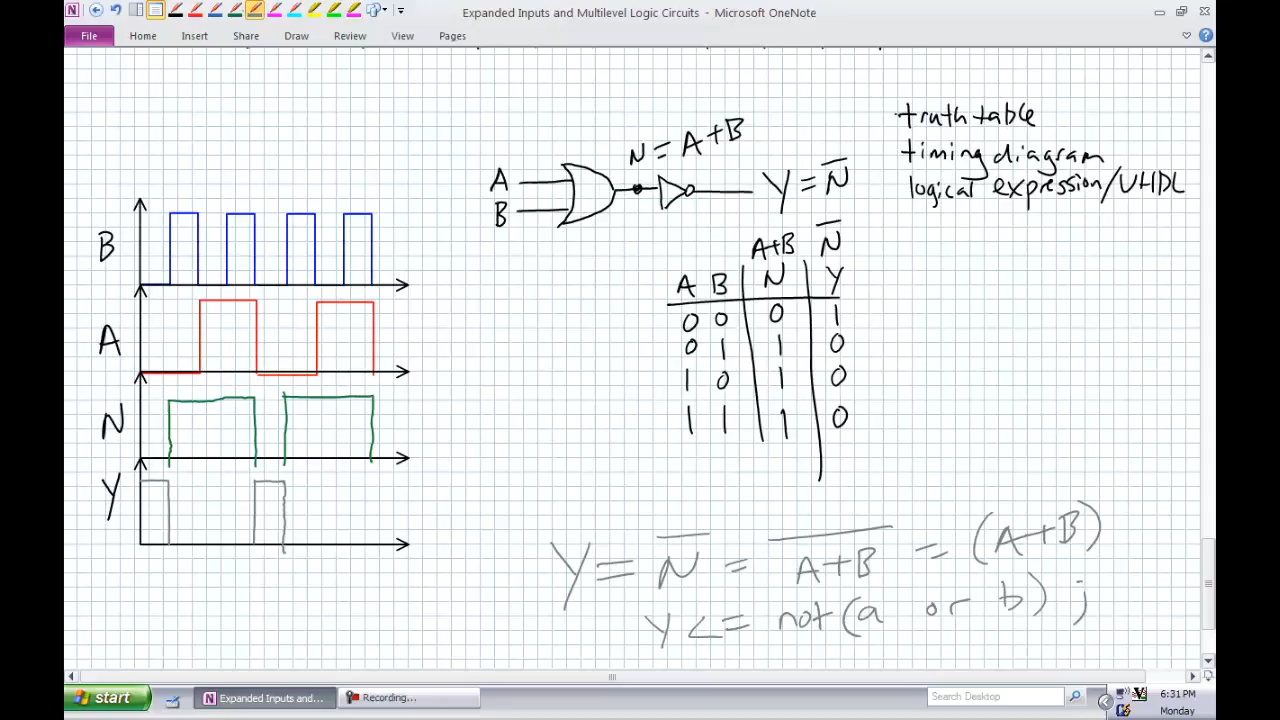 Expanded Inputs and Multilevel Logic Circuits - Microsoft OneNote
File Home Insert Share Draw Review View Pages
truth table
timing diagram
logical expression/VHDL
N = A+B
A
B
Y = N̅
B
A
N
Y
A+B N̅
A B N Y
0 0 0 1
0 1 1 0
1 0 1 0
1 1 1 0
Y = N̅ = A̅+̅B̅ = (A+B)
y <= not(a or b) ;
start Expanded Inputs and... Recording... Search Desktop 6:31 PM
Monday